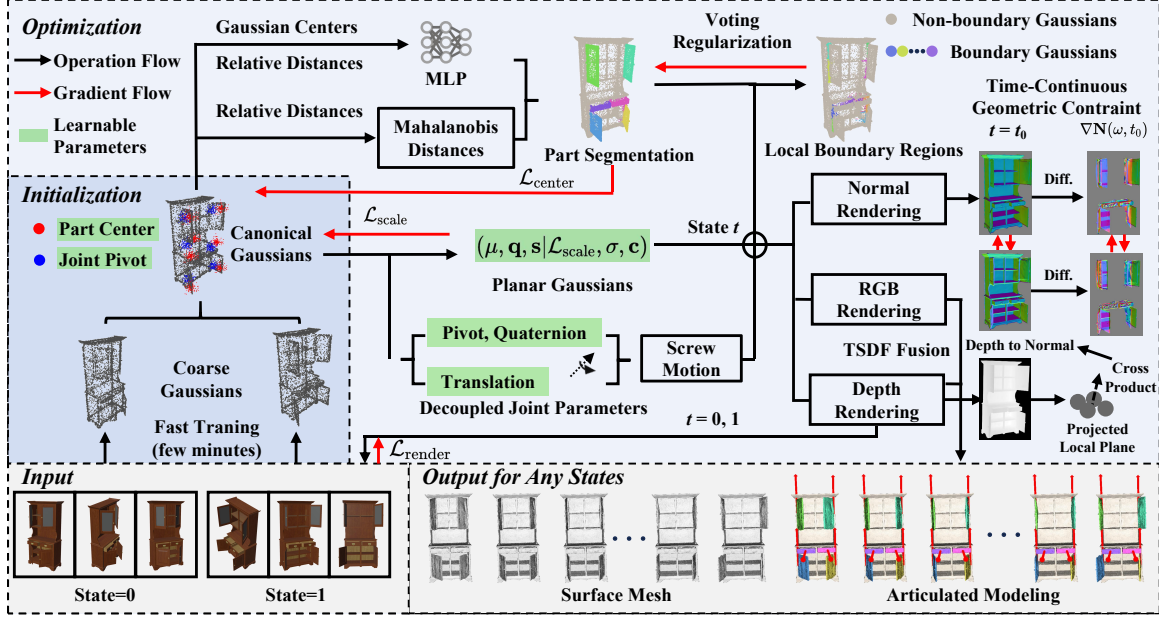 Optimization
Operation Flow
Gradient Flow
Learnable
Parameters
Gaussian Centers
Relative Distances
MLP
Relative Distances
Mahalanobis
Distances
Part Segmentation
Voting
Regularization
Local Boundary Regions
Non-boundary Gaussians
Boundary Gaussians
Time-Continuous
Geometric Contraint
t = t₀
∇N(ω, t₀)
Diff.
Diff.
Initialization
Part Center
Joint Pivot
Canonical
Gaussians
Coarse
Gaussians
Fast Traning
(few minutes)
ℒcenter
ℒscale
(μ, q, s|ℒscale, σ, c)
Planar Gaussians
State t
Pivot, Quaternion
Translation
Decoupled Joint Parameters
Screw
Motion
Normal
Rendering
RGB
Rendering
TSDF Fusion
Depth
Rendering
t = 0, 1
ℒrender
Depth to Normal
Cross
Product
Projected
Local Plane
Input
State=0
State=1
Output for Any States
Surface Mesh
Articulated Modeling